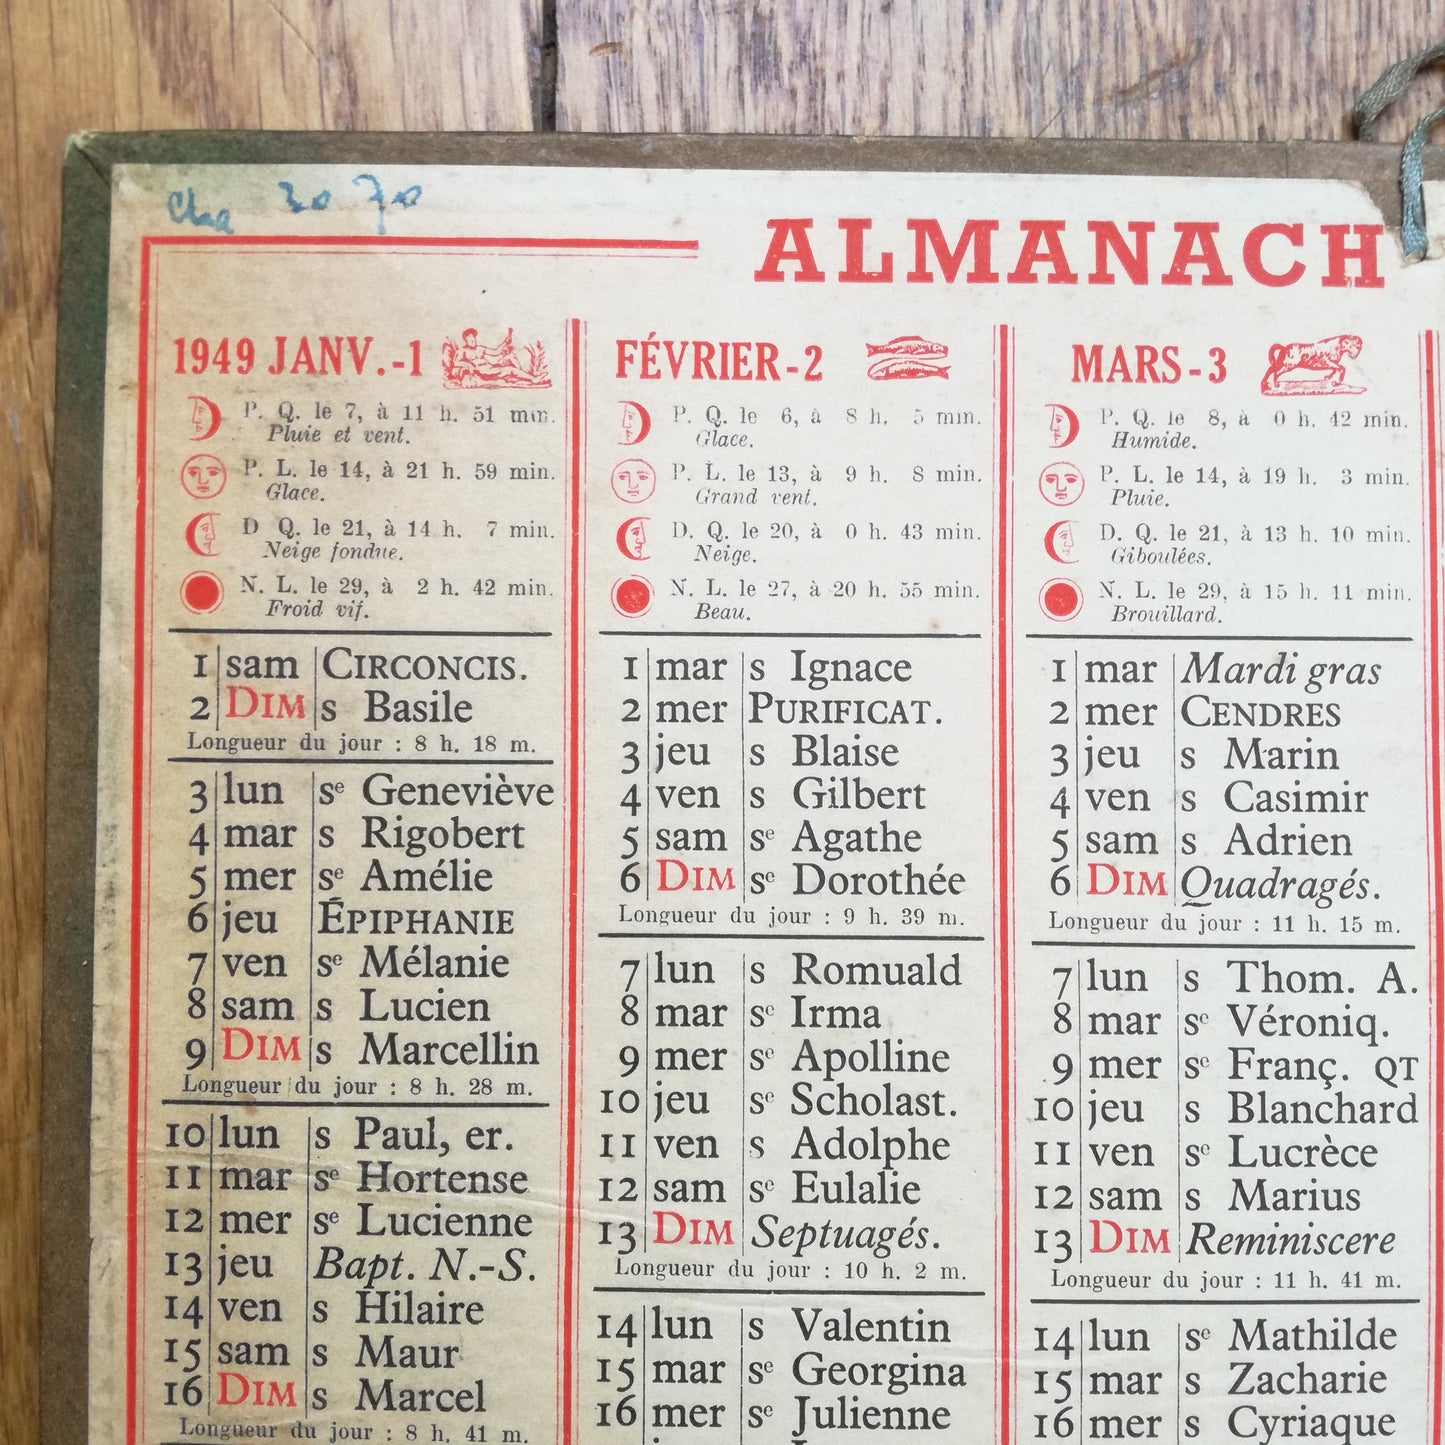 30 70
ALMANACH
1949 JANV.-1
P. Q. le 7, à 11 h. 51 min.
Pluie et vent.
P. L. le 14, à 21 h. 59 min.
Glace.
D Q. le 21, à 14 h. 7 min.
Neige fondue.
N. L. le 29, à 2 h. 42 min.
Froid vif.
1 sam CIRCONCIS.
2 DIM s Basile
Longueur du jour : 8 h. 18 m.
3 lun se Geneviève
4 mar s Rigobert
5 mer se Amélie
6 jeu ÉPIPHANIE
7 ven se Mélanie
8 sam s Lucien
9 DIM s Marcellin
Longueur du jour : 8 h. 28 m.
10 lun s Paul, er.
11 mar se Hortense
12 mer se Lucienne
13 jeu Bapt. N.-S.
14 ven s Hilaire
15 sam s Maur
16 DIM s Marcel
Longueur du jour : 8 h. 41 m.
FÉVRIER-2
P. Q. le 6, à 8 h. 5 min.
Glace.
P. L. le 13, à 9 h. 8 min.
Grand vent.
D. Q. le 20, à 0 h. 43 min.
Neige.
N. L. le 27, à 20 h. 55 min.
Beau.
1 mar s Ignace
2 mer PURIFICAT.
3 jeu s Blaise
4 ven s Gilbert
5 sam se Agathe
6 DIM se Dorothée
Longueur du jour : 9 h. 39 m.
7 lun s Romuald
8 mar se Irma
9 mer se Apolline
10 jeu se Scholast.
11 ven s Adolphe
12 sam se Eulalie
13 DIM Septuagés.
Longueur du jour : 10 h. 2 m.
14 lun s Valentin
15 mar se Georgina
16 mer se Julienne
MARS-3
P. Q. le 8, à 0 h. 42 min.
Humide.
P. L. le 14, à 19 h. 3 min.
Pluie.
D. Q. le 21, à 13 h. 10 min.
Giboulées.
N. L. le 29, à 15 h. 11 min.
Brouillard.
1 mar Mardi gras
2 mer CENDRES
3 jeu s Marin
4 ven s Casimir
5 sam s Adrien
6 DIM Quadragés.
Longueur du jour : 11 h. 15 m.
7 lun s Thom. A.
8 mar se Véroniq.
9 mer se Franç. QT
10 jeu s Blanchard
11 ven se Lucrèce
12 sam s Marius
13 DIM Reminiscere
Longueur du jour : 11 h. 41 m.
14 lun se Mathilde
15 mar s Zacharie
16 mer s Cyriaque